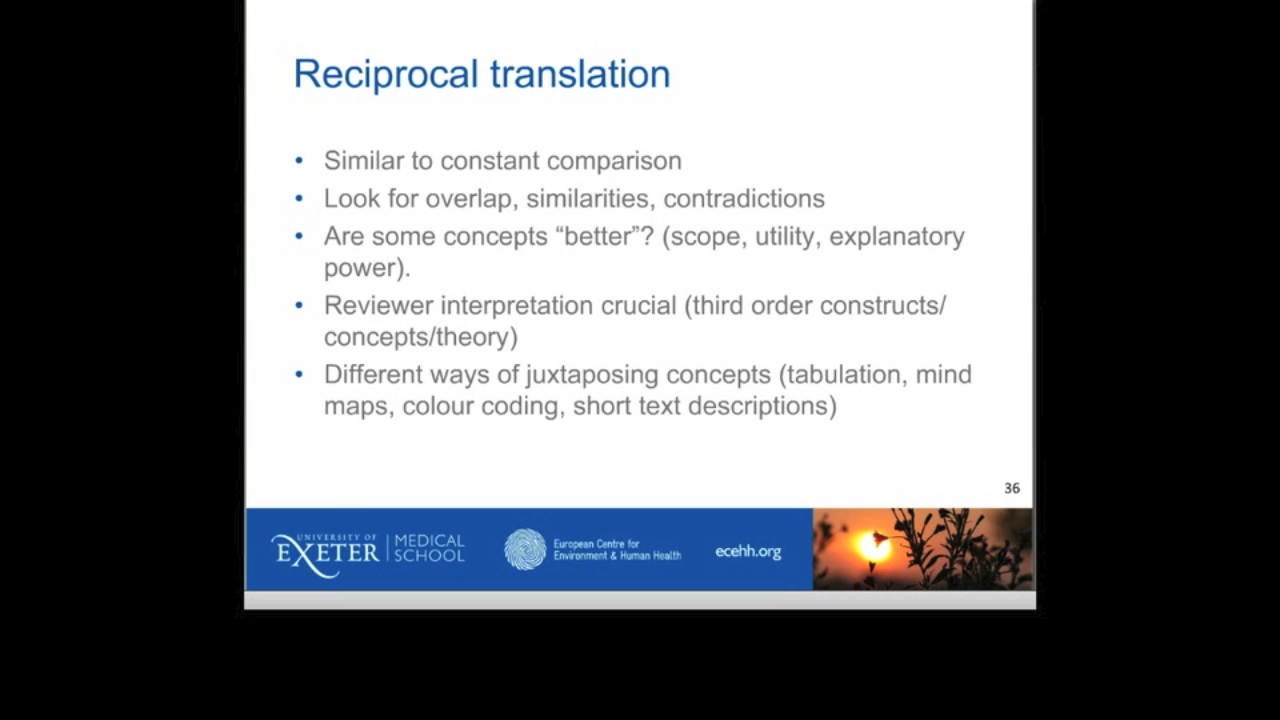 Reciprocal translation
• Similar to constant comparison
• Look for overlap, similarities, contradictions
• Are some concepts “better”? (scope, utility, explanatory
power).
• Reviewer interpretation crucial (third order constructs/
concepts/theory)
• Different ways of juxtaposing concepts (tabulation, mind
maps, colour coding, short text descriptions)
36
UNIVERSITY OF
EXETER
MEDICAL
SCHOOL
European Centre for
Environment & Human Health
ecehh.org